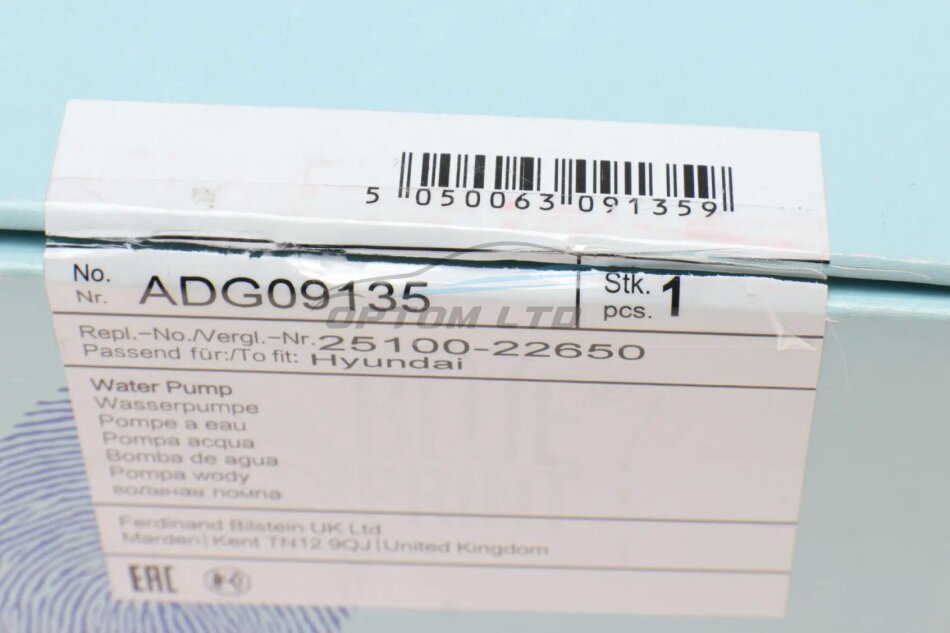 5 050063 091359
No. Nr. ADG09135 Stk. pcs. 1
OPTOM LTD
Repl.-No./Vergl.-Nr. 25100-22650
Passend für:/To fit: Hyundai
Water Pump
Wasserpumpe
Pompe a eau
Pompa acqua
Bomba de agua
Pompa wody
водяная помпа
BLUE
PRINT
Ferdinand Bilstein UK Ltd
Marden|Kent TN12 9QJ|United Kingdom
EAC